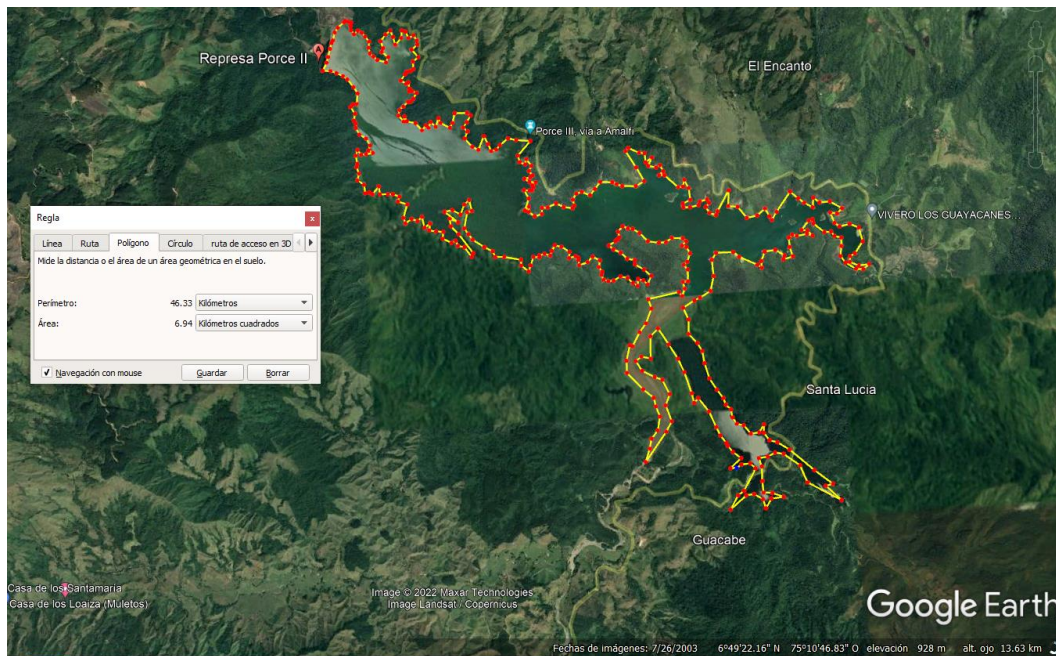 Represa Porce II
El Encanto
Porce III, vía a Amalfi
VIVERO LOS GUAYACANES...
Regla
x
Línea Ruta Polígono Círculo ruta de acceso en 3D
Mide la distancia o el área de un área geométrica en el suelo.
Perímetro: 46.33 Kilómetros
Área: 6.94 Kilómetros cuadrados
Navegación con mouse Guardar Borrar
Santa Lucia
Guacabe
Casa de los Santamaria
Casa de los Loaiza (Muletos)
Image © 2022 Maxar Technologies
Image Landsat / Copernicus
Google Earth
Fechas de imágenes: 7/26/2003 6°49'22.16" N 75°10'46.83" O elevación 928 m alt. ojo 13.63 km